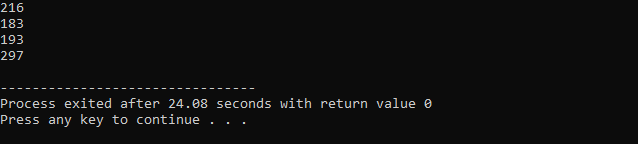 216
183
193
297
--------------------------------
Process exited after 24.08 seconds with return value 0
Press any key to continue . . .